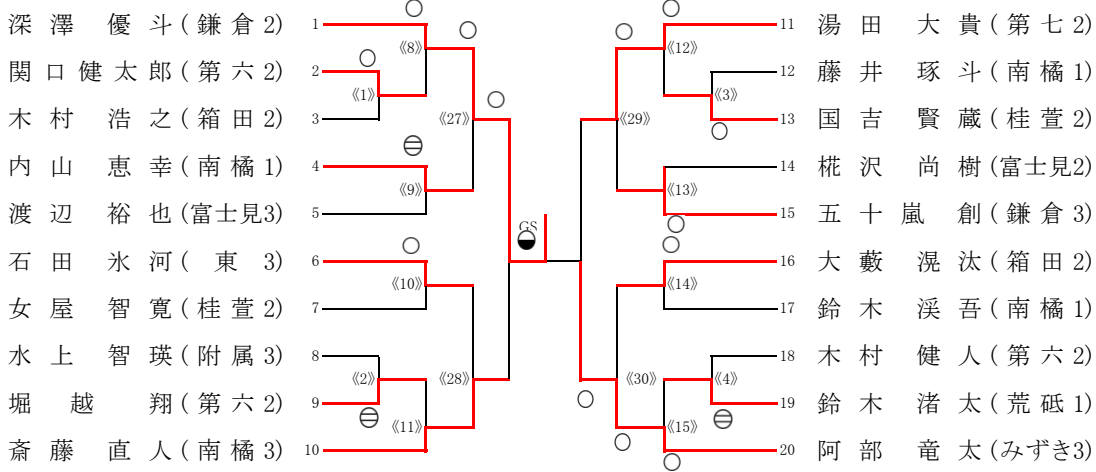 深澤優斗(鎌倉2) 1
関口健太郎(第六2) 2
木村浩之(箱田2) 3
内山恵幸(南橘1) 4
渡辺裕也(富士見3) 5
石田氷河(東3) 6
女屋智寛(桂萱2) 7
水上智瑛(附属3) 8
堀越翔(第六2) 9
斎藤直人(南橘3) 10
《8》
《1》
《27》
《9》
《10》
《2》
《28》
《11》
GS
《12》
《3》
《29》
《13》
《14》
《30》
《4》
《15》
11 湯田大貴(第七2)
12 藤井琢斗(南橘1)
13 国吉賢蔵(桂萱2)
14 椛沢尚樹(富士見2)
15 五十嵐創(鎌倉3)
16 大藪滉汰(箱田2)
17 鈴木渓吾(南橘1)
18 木村健人(第六2)
19 鈴木渚太(荒砥1)
20 阿部竜太(みずき3)